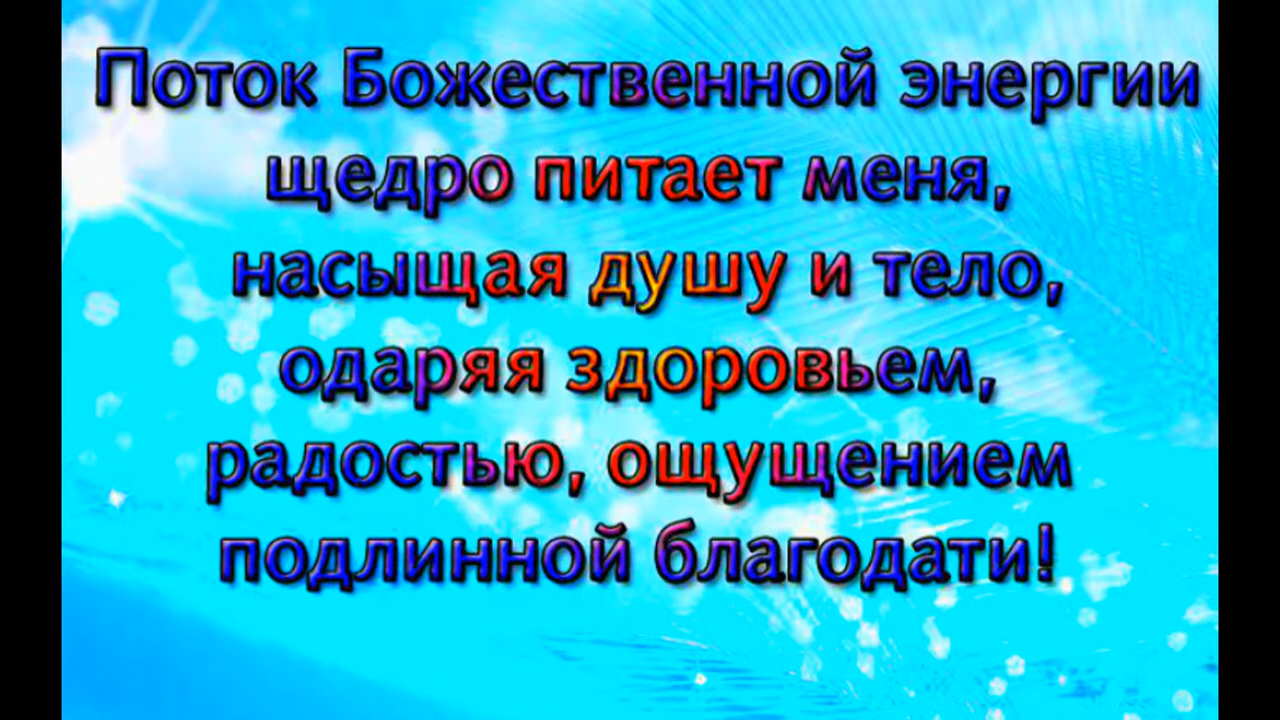 Поток Божественной энергии
щедро питает меня,
насыщая душу и тело,
одаряя здоровьем,
радостью, ощущением
подлинной благодати!